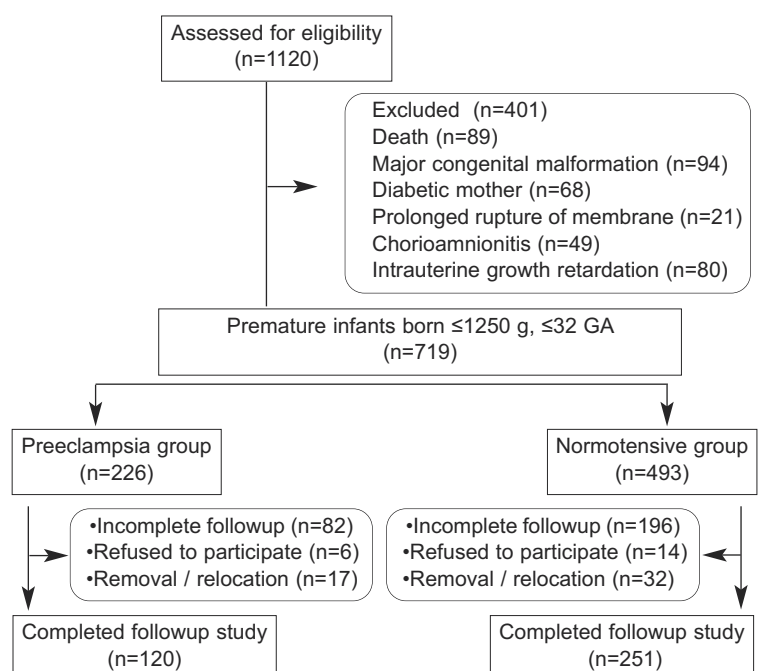 Assessed for eligibility
(n=1120)
Excluded (n=401)
Death (n=89)
Major congenital malformation (n=94)
Diabetic mother (n=68)
Prolonged rupture of membrane (n=21)
Chorioamnionitis (n=49)
Intrauterine growth retardation (n=80)
Premature infants born ≤1250 g, ≤32 GA
(n=719)
Preeclampsia group
(n=226)
Normotensive group
(n=493)
•Incomplete followup (n=82)
•Refused to participate (n=6)
•Removal / relocation (n=17)
•Incomplete followup (n=196)
•Refused to participate (n=14)
•Removal / relocation (n=32)
Completed followup study
(n=120)
Completed followup study
(n=251)